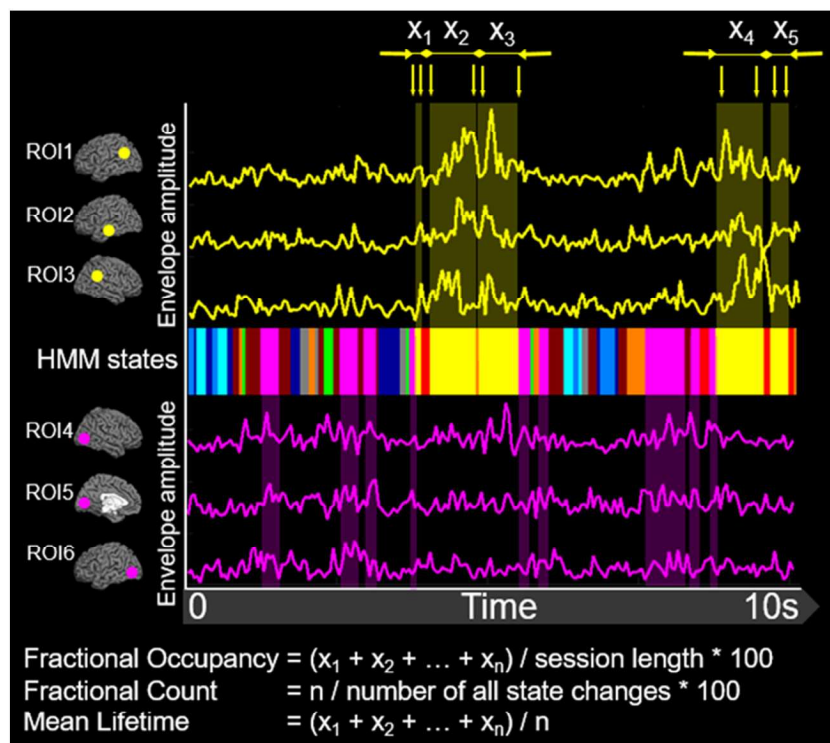 x₁ x₂ x₃ x₄ x₅
ROI1
ROI2
ROI3
Envelope amplitude
HMM states
ROI4
ROI5
ROI6
Envelope amplitude
0 Time 10s
Fractional Occupancy = (x₁ + x₂ + ... + xₙ) / session length * 100
Fractional Count = n / number of all state changes * 100
Mean Lifetime = (x₁ + x₂ + ... + xₙ) / n